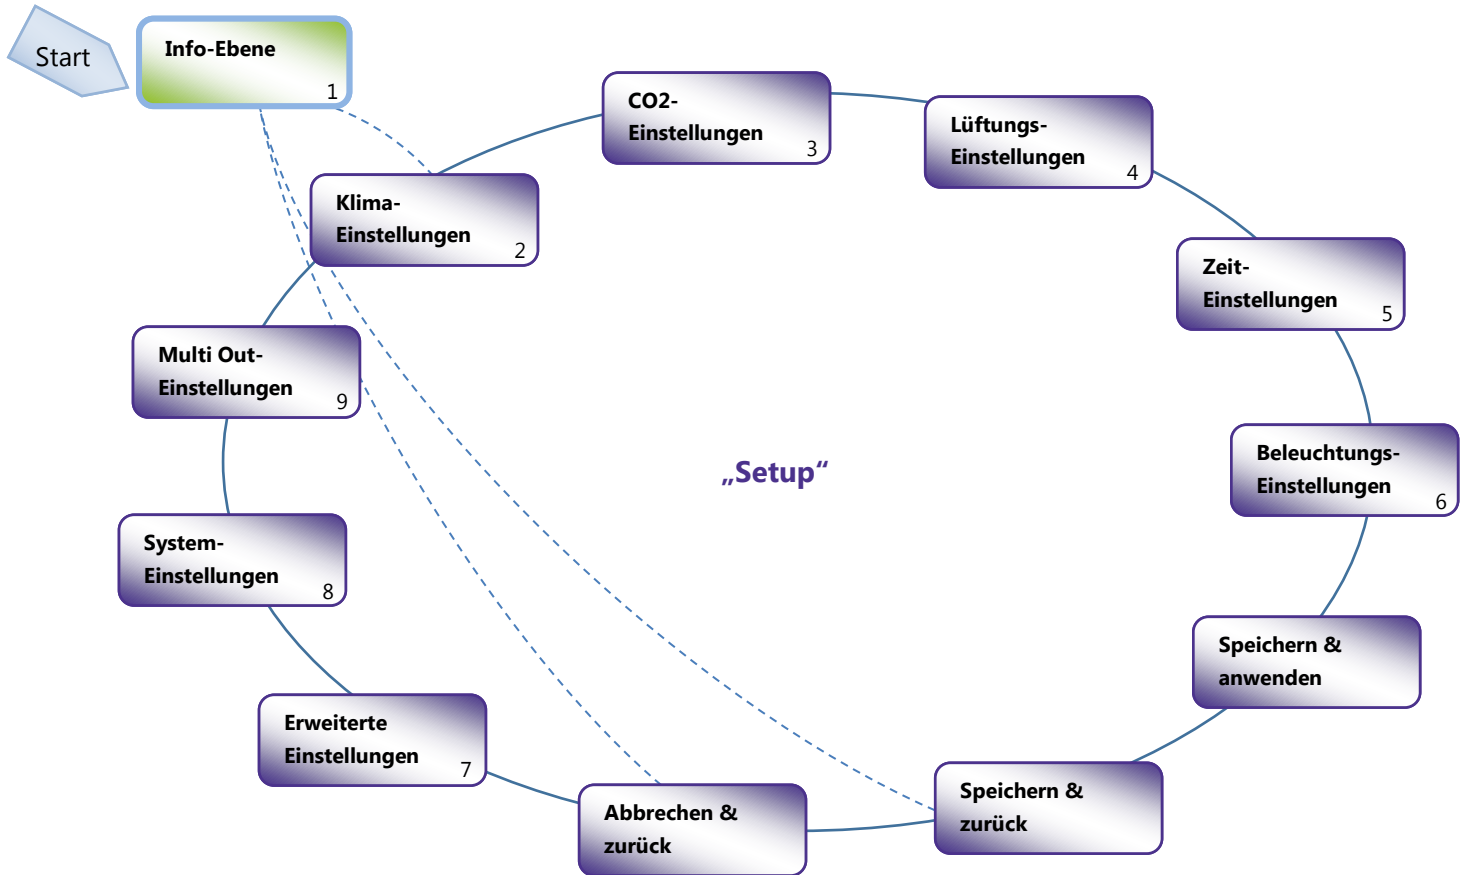 Start
Info-Ebene
1
CO2-
Einstellungen
3
Lüftungs-
Einstellungen
4
Klima-
Einstellungen
2
Zeit-
Einstellungen
5
Multi Out-
Einstellungen
9
„Setup“
Beleuchtungs-
Einstellungen
6
System-
Einstellungen
8
Speichern &
anwenden
Erweiterte
Einstellungen
7
Abbrechen &
zurück
Speichern &
zurück